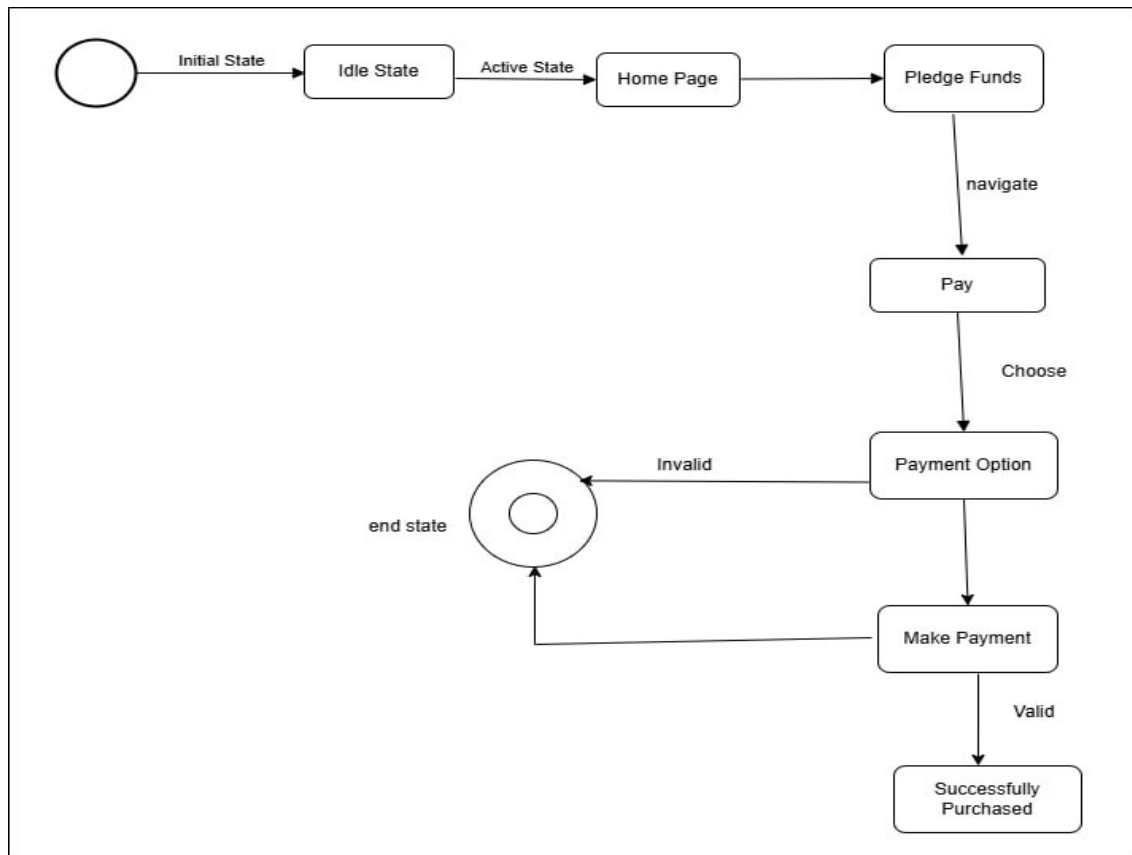 Initial State
Idle State
Active State
Home Page
Pledge Funds
navigate
Pay
Choose
Payment Option
Invalid
end state
Make Payment
Valid
Successfully
Purchased